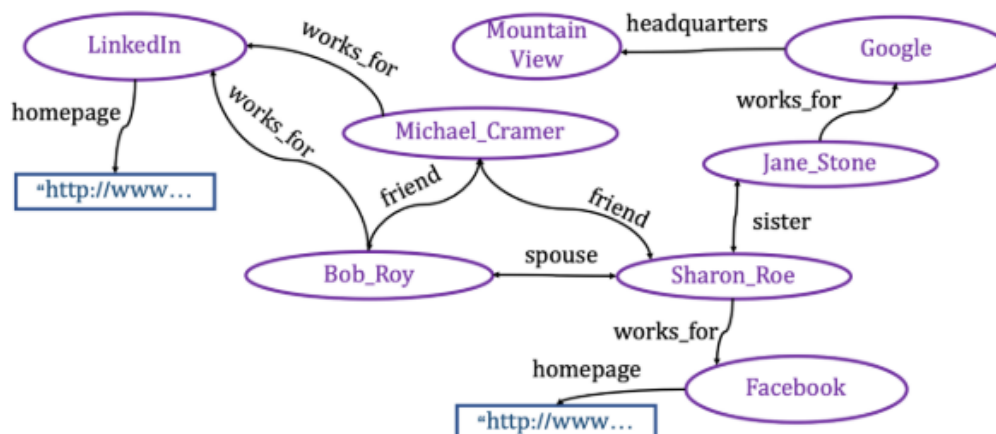 LinkedIn
works_for
Mountain
View
headquarters
Google
homepage
works_for
Michael_Cramer
works_for
Jane_Stone
"http://www...
friend
friend
sister
Bob_Roy
spouse
Sharon_Roe
works_for
homepage
Facebook
"http://www...